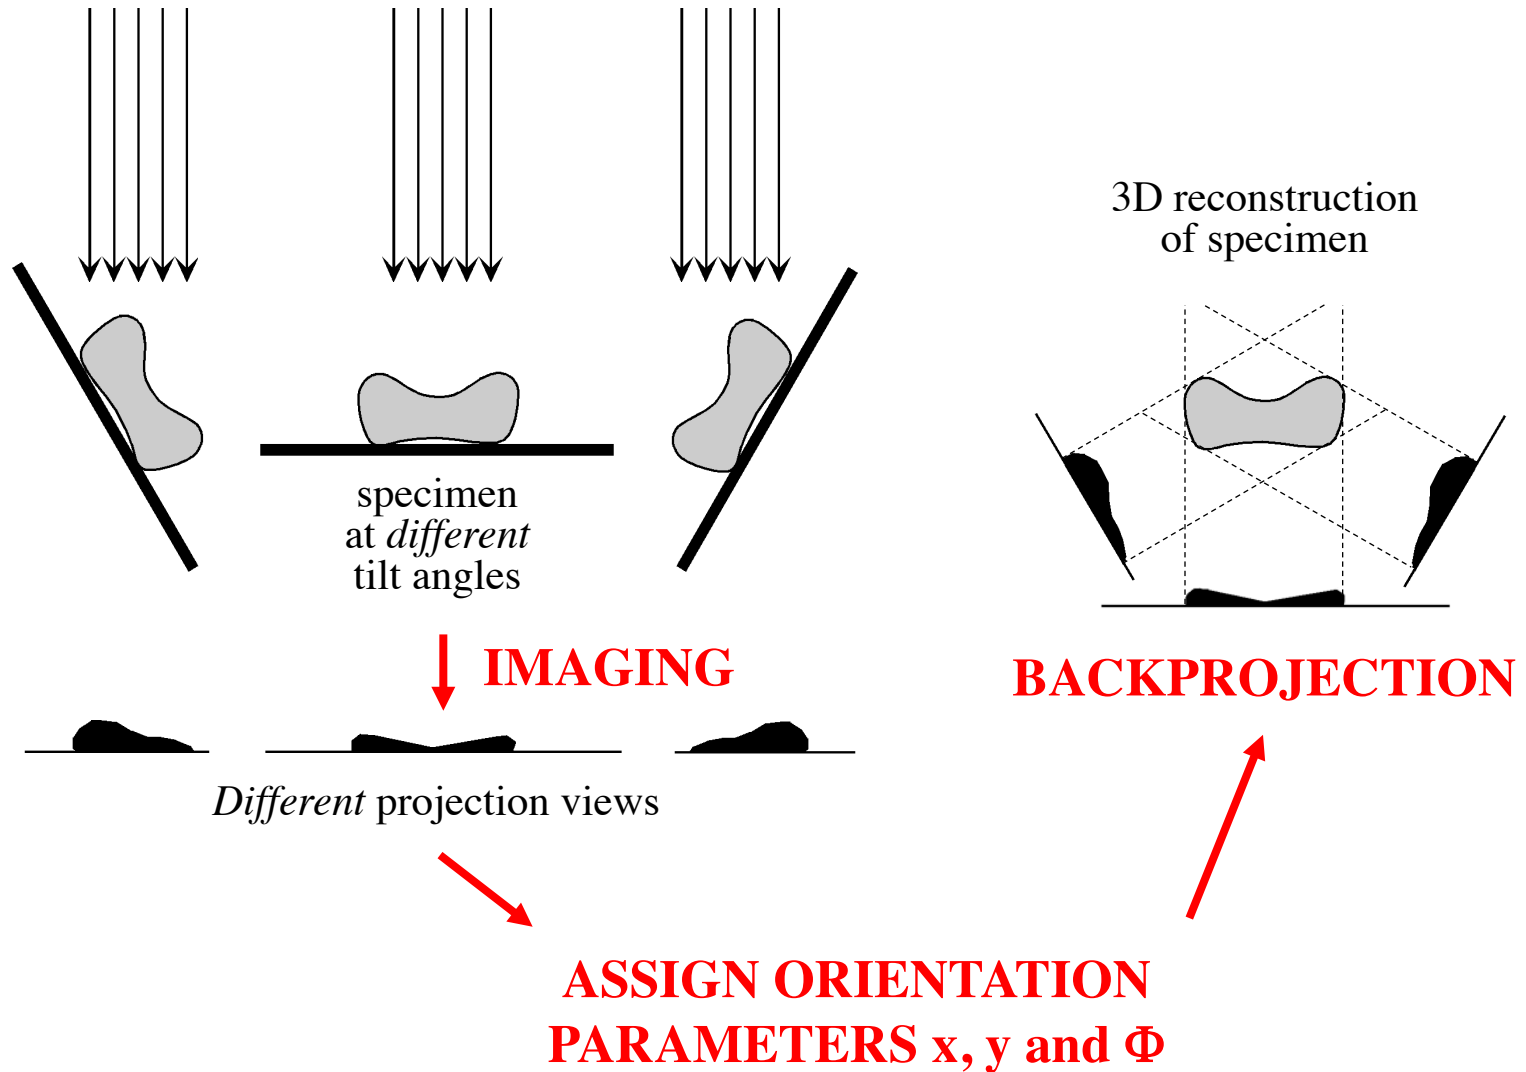 3D reconstruction
of specimen
specimen
at different
tilt angles
IMAGING
BACKPROJECTION
Different projection views
ASSIGN ORIENTATION
PARAMETERS x, y and Φ